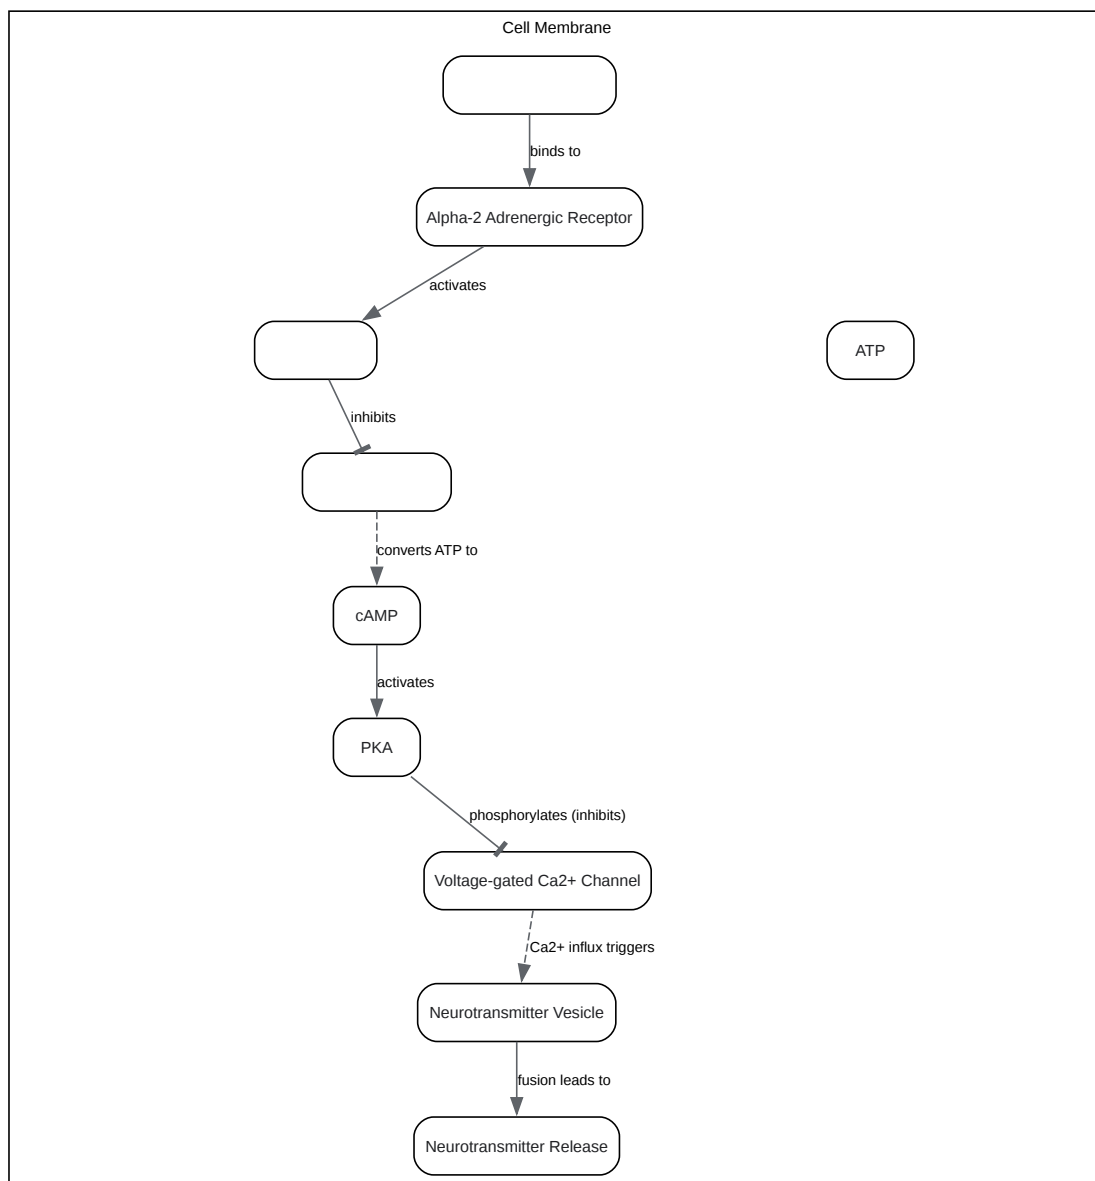 Cell Membrane
binds to
Alpha-2 Adrenergic Receptor
activates
ATP
inhibits
converts ATP to
cAMP
activates
PKA
phosphorylates (inhibits)
Voltage-gated Ca2+ Channel
Ca2+ influx triggers
Neurotransmitter Vesicle
fusion leads to
Neurotransmitter Release